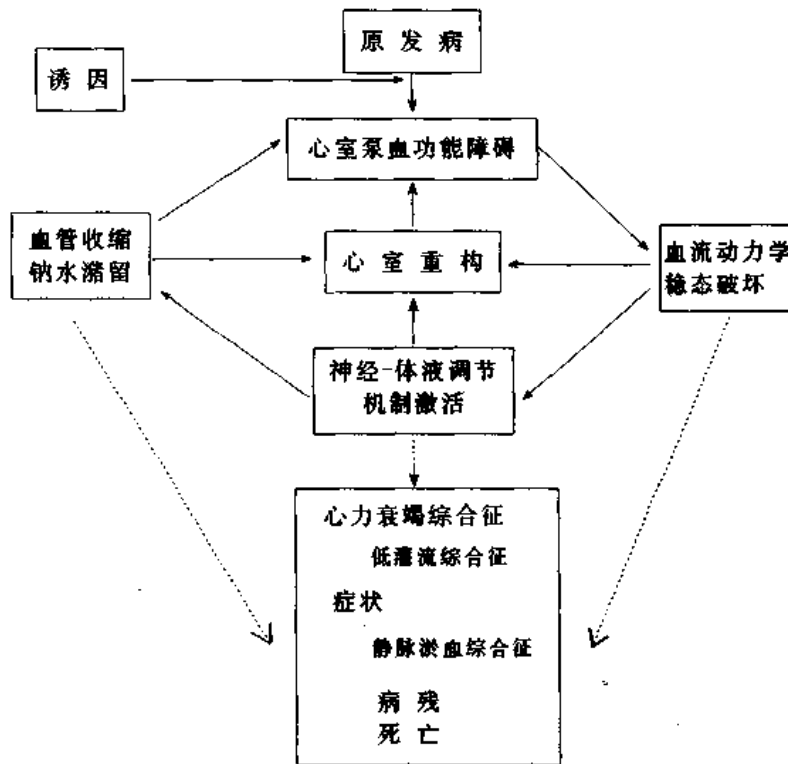 原发病
诱因
心室泵血功能障碍
血管收缩
钠水潴留
心室重构
血流动力学
稳态破坏
神经-体液调节
机制激活
心力衰竭综合征
低灌流综合征
症状
静脉淤血综合征
病残
死亡